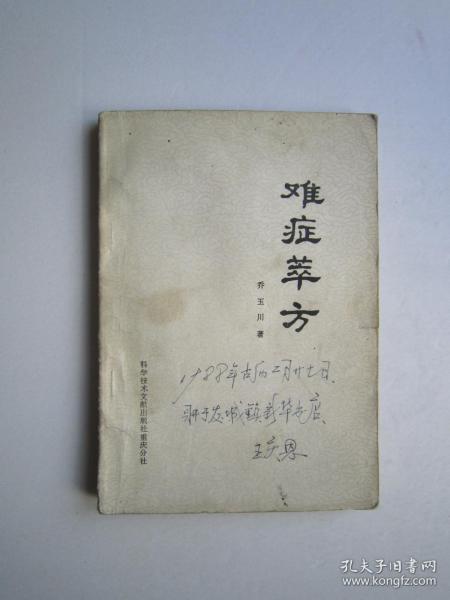 难症萃方
乔玉川著
科学技术文献出版社重庆分社
1988年古历二月廿七日
购于 城镇新华书店
王庆恩
孔夫子旧书网
www.kongfz.com